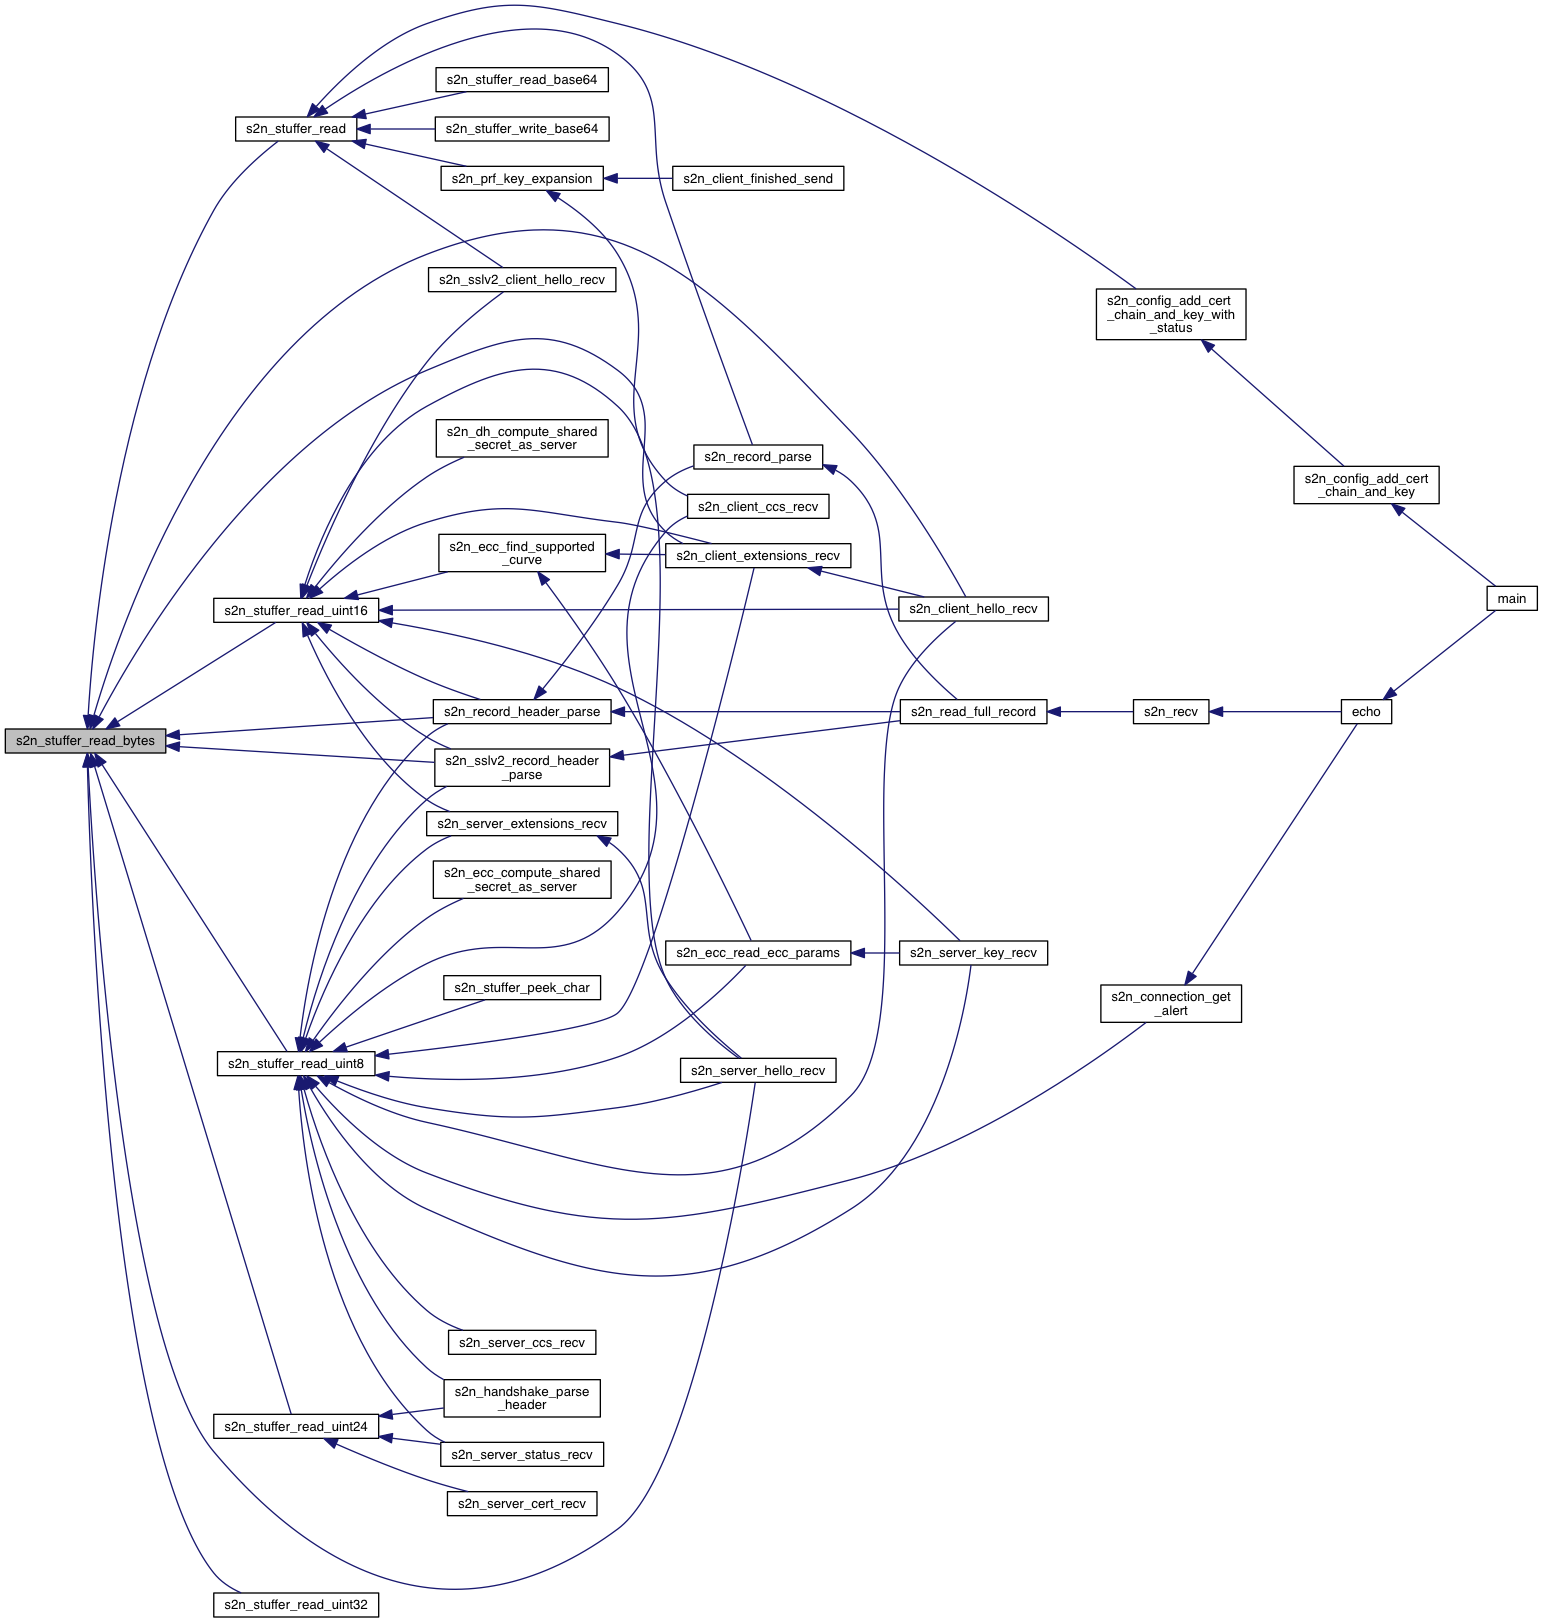 s2n_stuffer_read_base64
s2n_stuffer_read
s2n_stuffer_write_base64
s2n_prf_key_expansion
s2n_client_finished_send
s2n_sslv2_client_hello_recv
s2n_config_add_cert
_chain_and_key_with
_status
s2n_dh_compute_shared
_secret_as_server
s2n_record_parse
s2n_config_add_cert
_chain_and_key
s2n_client_ccs_recv
s2n_ecc_find_supported
_curve
s2n_client_extensions_recv
s2n_stuffer_read_uint16
s2n_client_hello_recv
main
s2n_record_header_parse
s2n_read_full_record
s2n_recv
echo
s2n_stuffer_read_bytes
s2n_sslv2_record_header
_parse
s2n_server_extensions_recv
s2n_ecc_compute_shared
_secret_as_server
s2n_ecc_read_ecc_params
s2n_server_key_recv
s2n_stuffer_peek_char
s2n_connection_get
_alert
s2n_stuffer_read_uint8
s2n_server_hello_recv
s2n_server_ccs_recv
s2n_handshake_parse
_header
s2n_stuffer_read_uint24
s2n_server_status_recv
s2n_server_cert_recv
s2n_stuffer_read_uint32